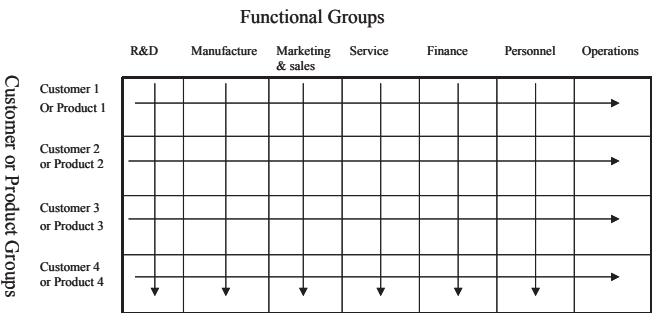 Functional Groups
R&D Manufacture Marketing Service Finance Personnel Operations
& sales
Customer or Product Groups
Customer 1
Or Product 1
Customer 2
or Product 2
Customer 3
or Product 3
Customer 4
or Product 4